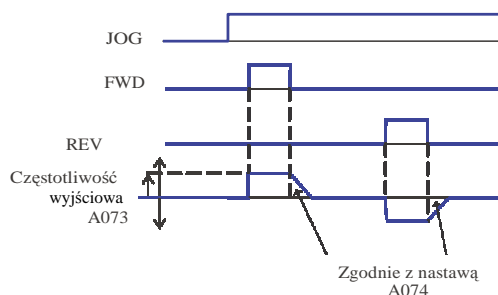 JOG
FWD
REV
Częstotliwość
wyjściowa
A073
Zgodnie z nastawą
A074